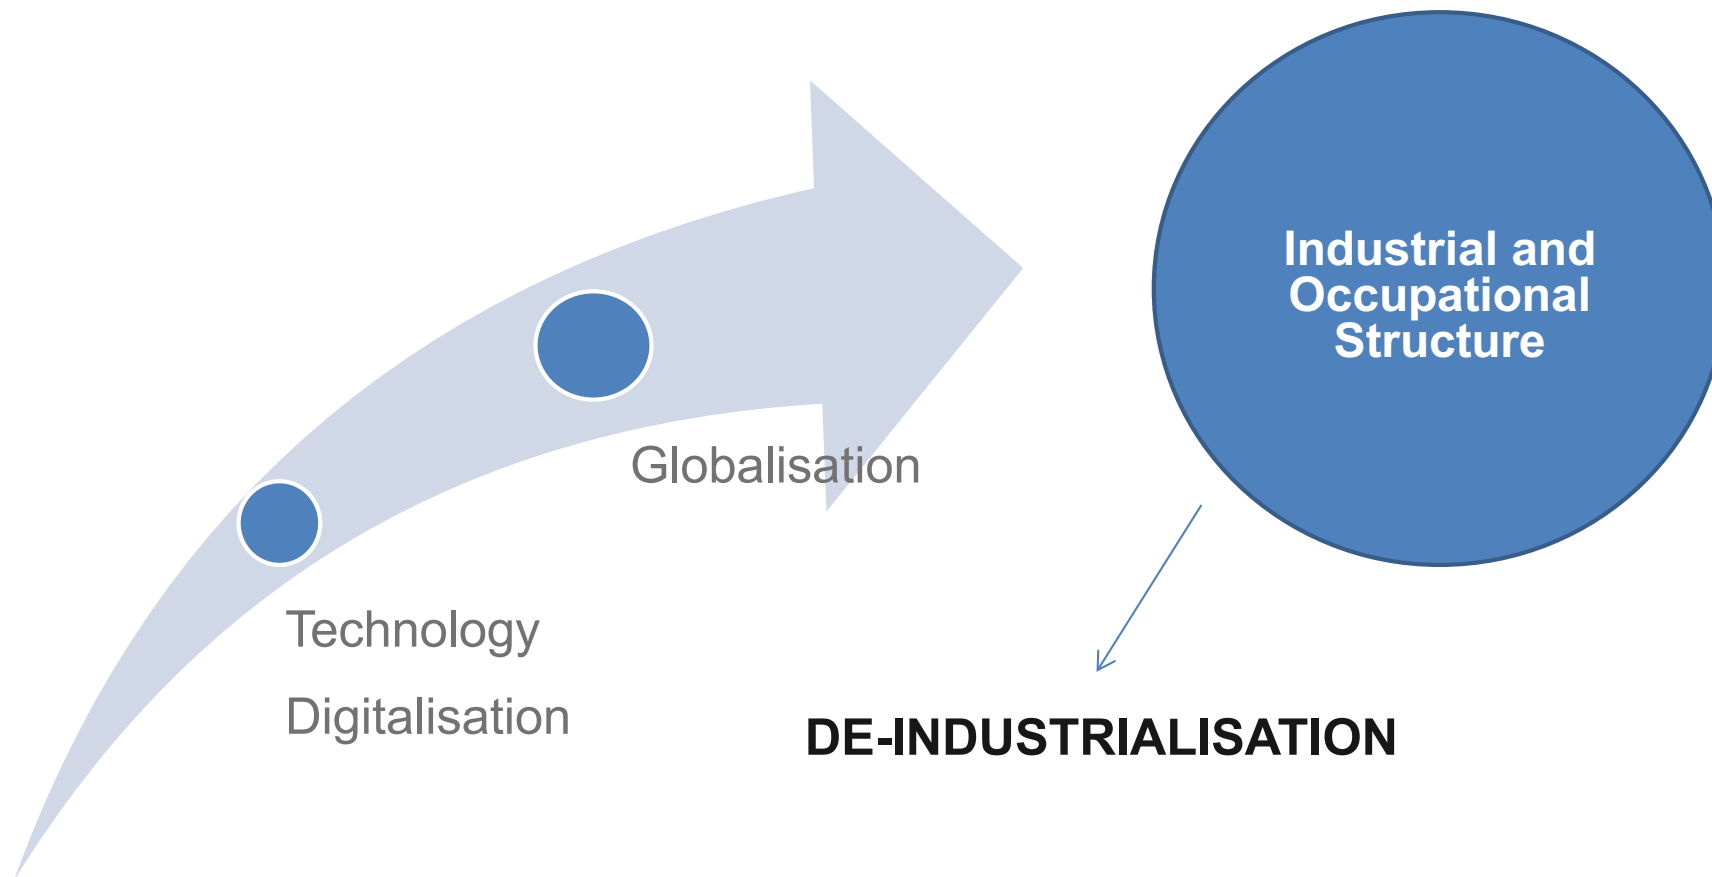 Industrial and
Occupational
Structure
Globalisation
Technology
Digitalisation
DE-INDUSTRIALISATION